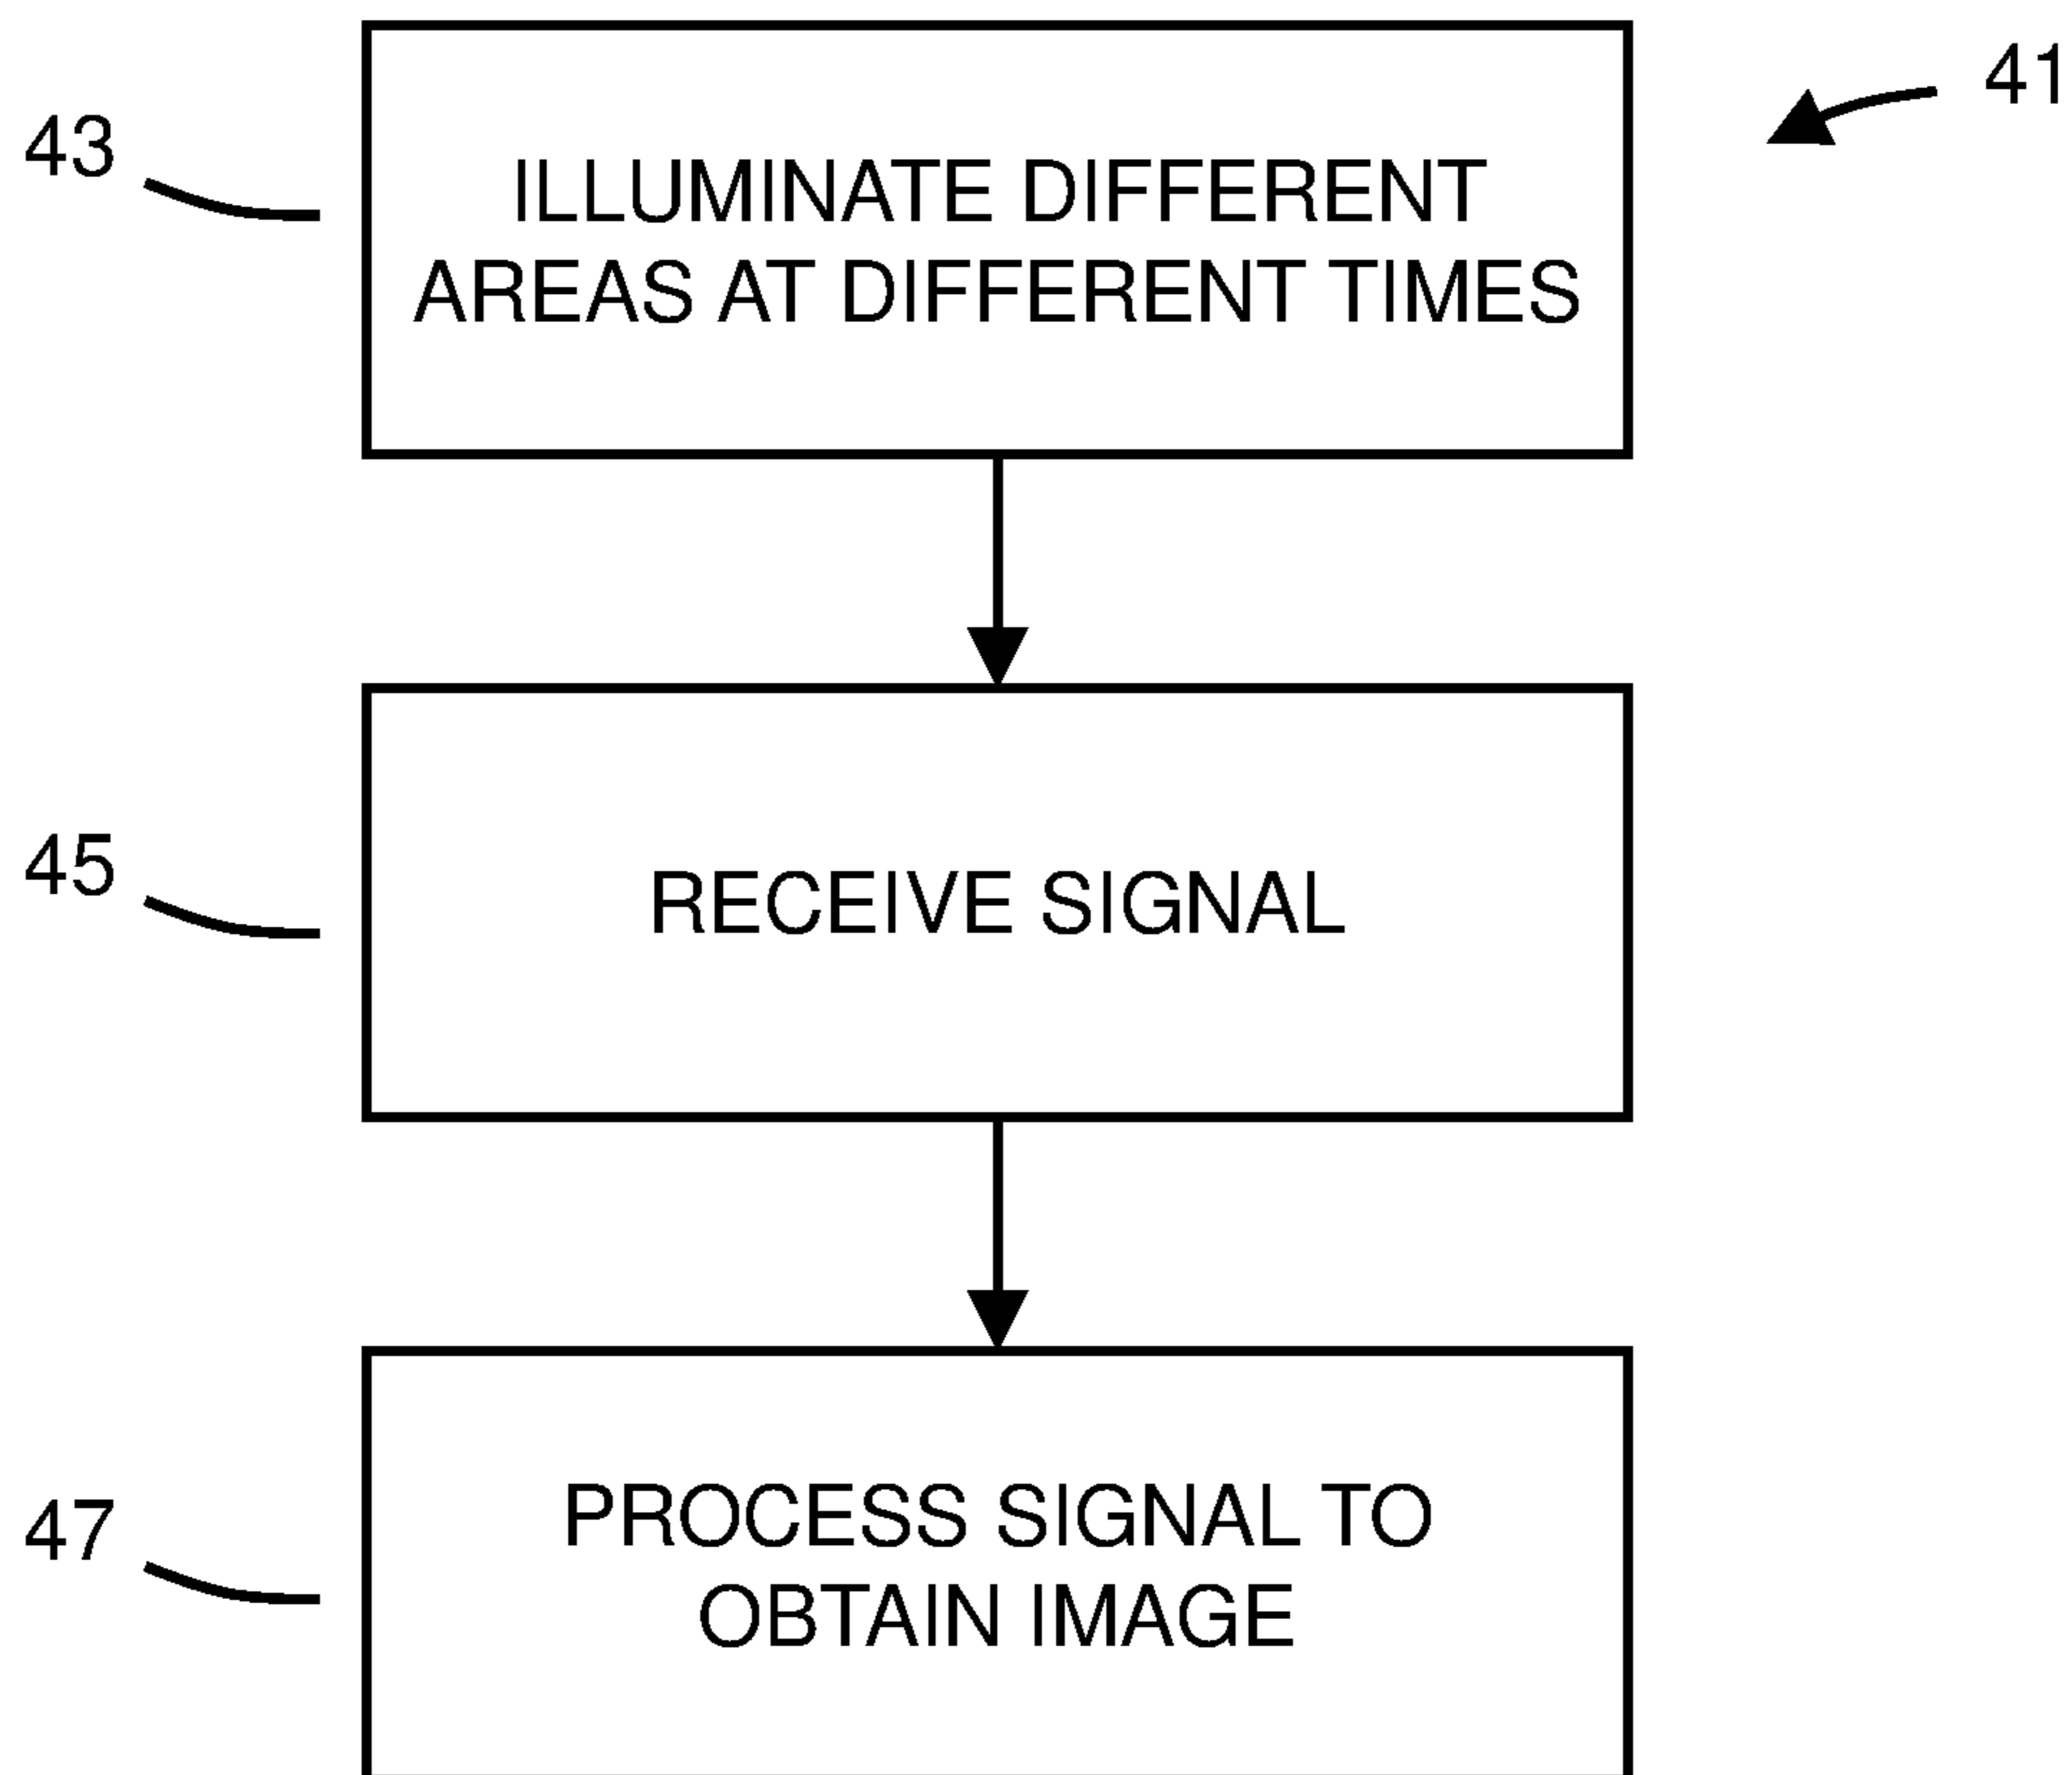 41
43
ILLUMINATE DIFFERENT
AREAS AT DIFFERENT TIMES
45
RECEIVE SIGNAL
47
PROCESS SIGNAL TO
OBTAIN IMAGE